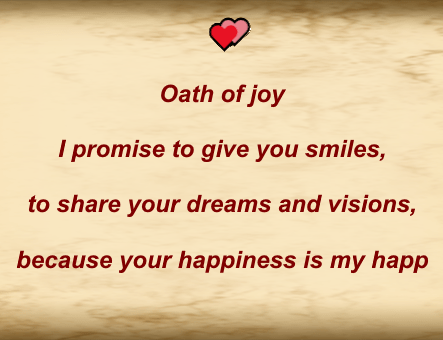 Oath of joy
I promise to give you smiles,
to share your dreams and visions,
because your happiness is my happ